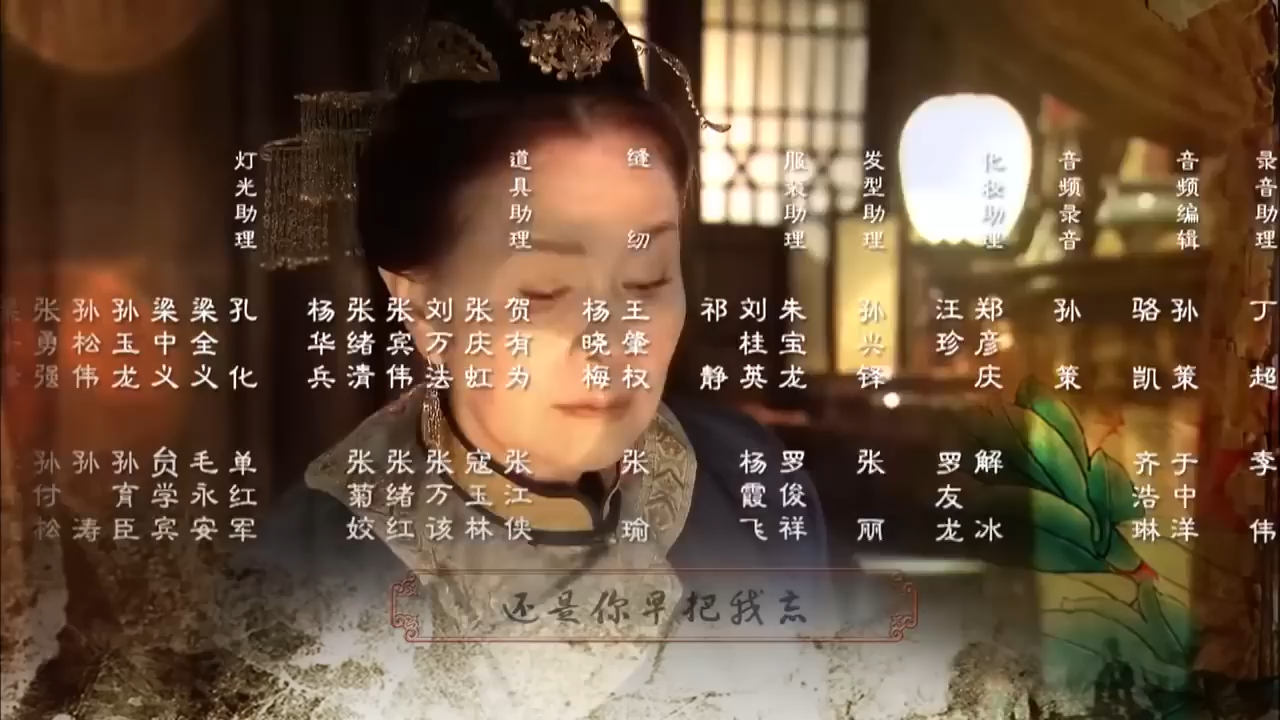 录音助理
丁超
李伟
音频编辑
孙策
于中洋
骆凯
齐浩琳
音频录音
孙策
化妆助理
郑彦庆
解冰
汪珍
罗友龙
发型助理
孙兴铎
张丽
服装助理
朱宝龙
罗俊祥
刘桂英
杨霞飞
祁静
缝纫
王肇权
张瑜
杨晓梅
道具助理
贺有为
张江侠
张庆虹
寇玉林
刘万法
张万该
张宾伟
张绪红
张绪清
张菊姣
杨华兵
灯光助理
孔化
单红军
梁全义
毛永安
梁中义
贠学宾
孙玉龙
孙育臣
孙松伟
孙涛
张勇强
孙付松
还是你早把我忘